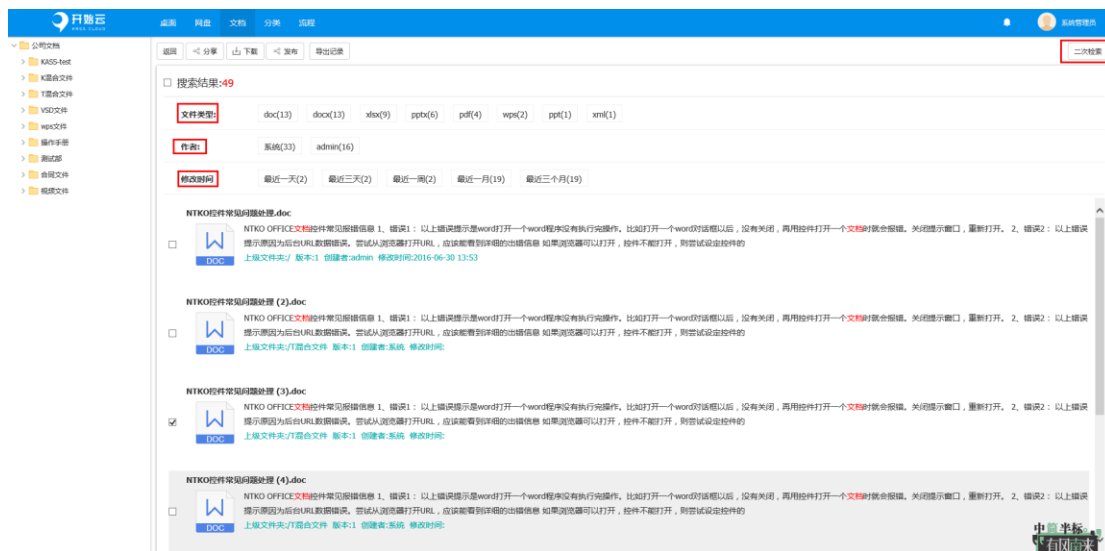 开始云
桌面 网盘 文档 分类 流程 系统管理员
公司文档
KASS-test
K混合文件
T混合文件
VSD文件
wps文件
操作手册
测试部
合同文件
视频文件
返回 分享 下载 发布 导出记录 二次检索
搜索结果:49
文件类型: doc(13) docx(13) xlsx(9) pptx(6) pdf(4) wps(2) ppt(1) xml(1)
作者: 系统(33) admin(16)
修改时间 最近一天(2) 最近三天(2) 最近一周(2) 最近一月(19) 最近三个月(19)
NTKO控件常见问题处理.doc
NTKO OFFICE文档控件常见报错信息 1、错误1： 以上错误提示是word打开一个word程序没有执行完操作。比如打开一个word对话框以后，没有关闭，再用控件打开一个文档时就会报错。关闭提示窗口，重新打开。 2、错误2： 以上错误
提示原因为后台URL数据错误。尝试从浏览器打开URL，应该能看到详细的出错信息 如果浏览器可以打开，控件不能打开，则尝试设定控件的
DOC
上级文件夹:/ 版本:1 创建者:admin 修改时间:2016-06-30 13:53
NTKO控件常见问题处理 (2).doc
NTKO OFFICE文档控件常见报错信息 1、错误1： 以上错误提示是word打开一个word程序没有执行完操作。比如打开一个word对话框以后，没有关闭，再用控件打开一个文档时就会报错。关闭提示窗口，重新打开。 2、错误2： 以上错误
提示原因为后台URL数据错误。尝试从浏览器打开URL，应该能看到详细的出错信息 如果浏览器可以打开，控件不能打开，则尝试设定控件的
DOC
上级文件夹:/T混合文件 版本:1 创建者:系统 修改时间:
NTKO控件常见问题处理 (3).doc
NTKO OFFICE文档控件常见报错信息 1、错误1： 以上错误提示是word打开一个word程序没有执行完操作。比如打开一个word对话框以后，没有关闭，再用控件打开一个文档时就会报错。关闭提示窗口，重新打开。 2、错误2： 以上错误
提示原因为后台URL数据错误。尝试从浏览器打开URL，应该能看到详细的出错信息 如果浏览器可以打开，控件不能打开，则尝试设定控件的
DOC
上级文件夹:/T混合文件 版本:1 创建者:系统 修改时间:
NTKO控件常见问题处理 (4).doc
NTKO OFFICE文档控件常见报错信息 1、错误1： 以上错误提示是word打开一个word程序没有执行完操作。比如打开一个word对话框以后，没有关闭，再用控件打开一个文档时就会报错。关闭提示窗口，重新打开。 2、错误2： 以上错误
提示原因为后台URL数据错误。尝试从浏览器打开URL，应该能看到详细的出错信息 如果浏览器可以打开，控件不能打开，则尝试设定控件的
DOC
上级文件夹:/T混合文件 版本:1 创建者:系统 修改时间:
中简半标
有风南来